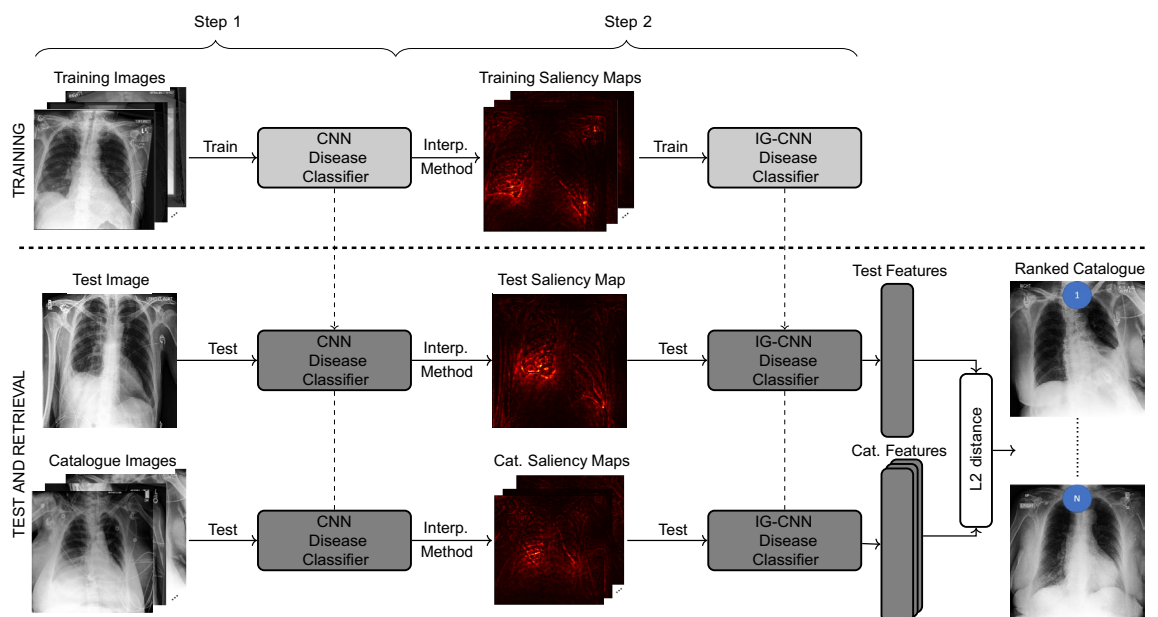 Step 1
Step 2
Training Images
Training Saliency Maps
TRAINING
Train
CNN
Disease
Classifier
Interp.
Method
Train
IG-CNN
Disease
Classifier
...
...
TEST AND RETRIEVAL
Test Image
Test Saliency Map
Test Features
Ranked Catalogue
1
Test
CNN
Disease
Classifier
Interp.
Method
Test
IG-CNN
Disease
Classifier
L2 distance
Catalogue Images
Cat. Saliency Maps
Cat. Features
N
Test
CNN
Disease
Classifier
Interp.
Method
Test
IG-CNN
Disease
Classifier
...
...